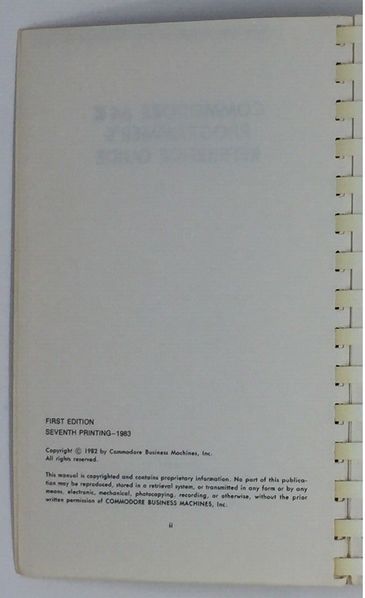 FIRST EDITION
SEVENTH PRINTING—1983
Copyright © 1982 by Commodore Business Machines, Inc.
All rights reserved.
This manual is copyrighted and contains proprietary information. No part of this publica-
tion may be reproduced, stored in a retrieval system, or transmitted in any form or by any
means, electronic, mechanical, photocopying, recording, or otherwise, without the prior
written permission of COMMODORE BUSINESS MACHINES, Inc.
ii